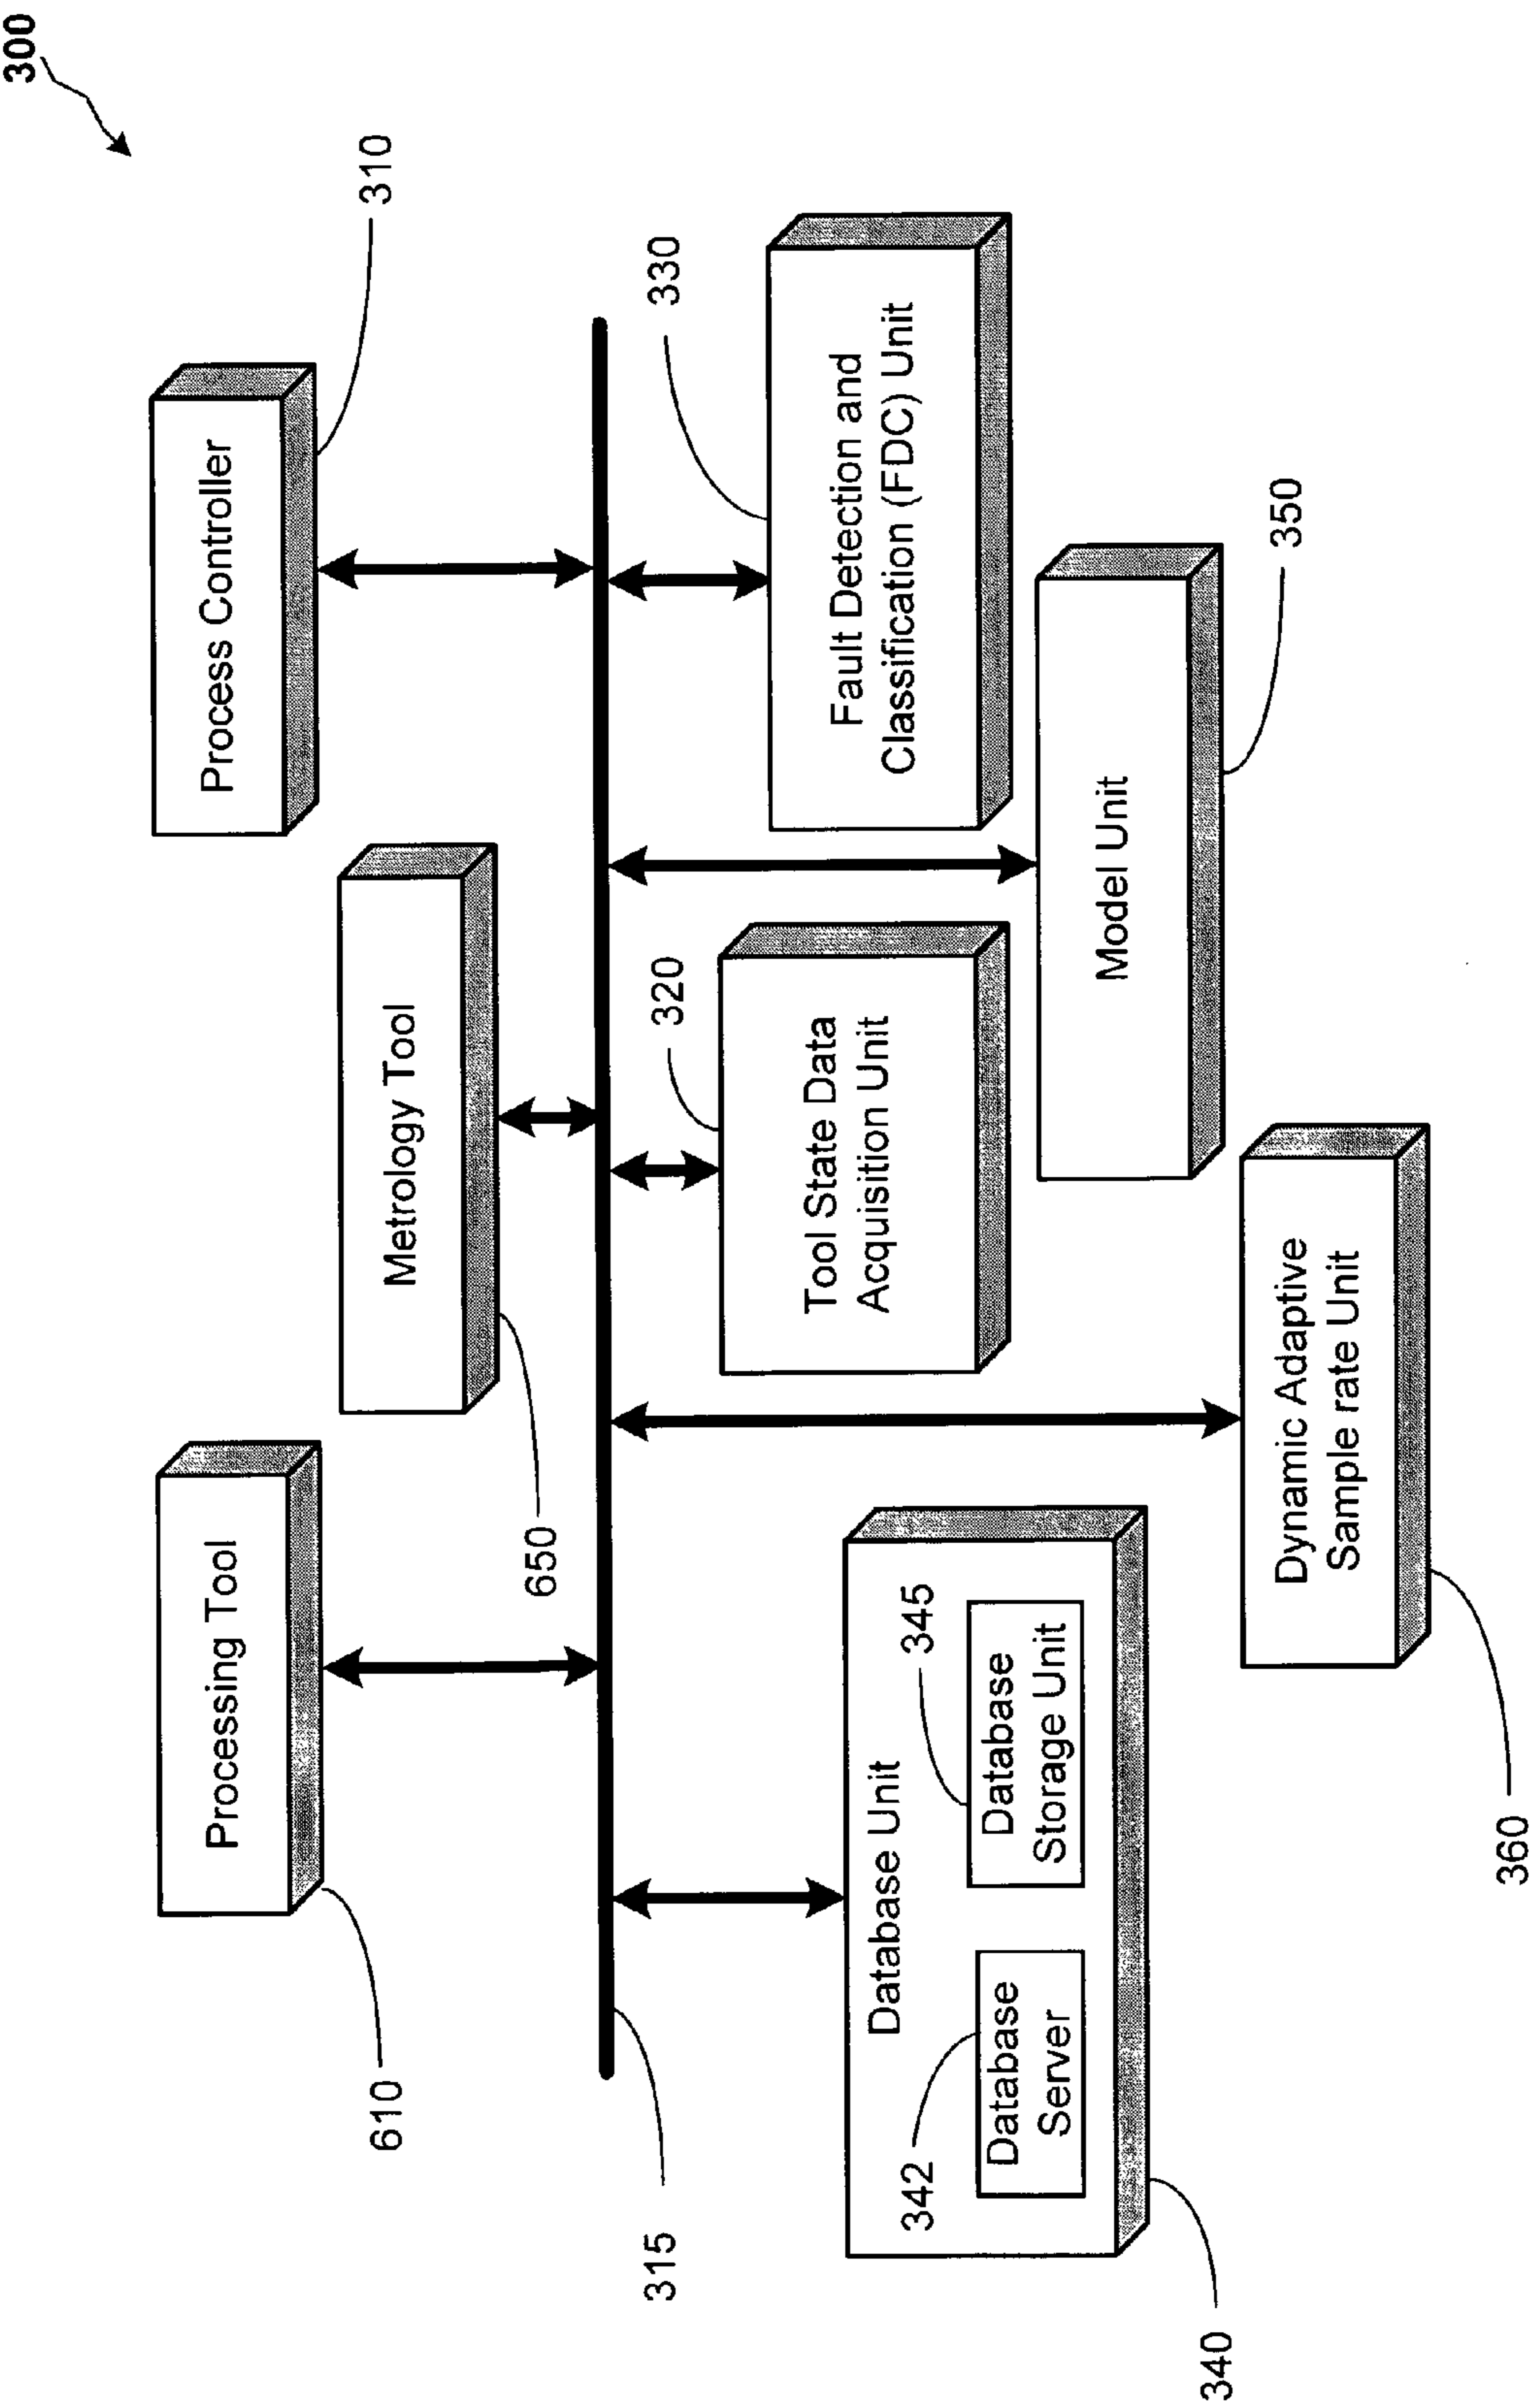 300
Processing Tool
610
Metrology Tool
650
Process Controller
310
315
Database Unit
342
Database
Server
345
Database
Storage Unit
340
Tool State Data
Acquisition Unit
320
Fault Detection and
Classification (FDC) Unit
330
Model Unit
350
Dynamic Adaptive
Sample rate Unit
360